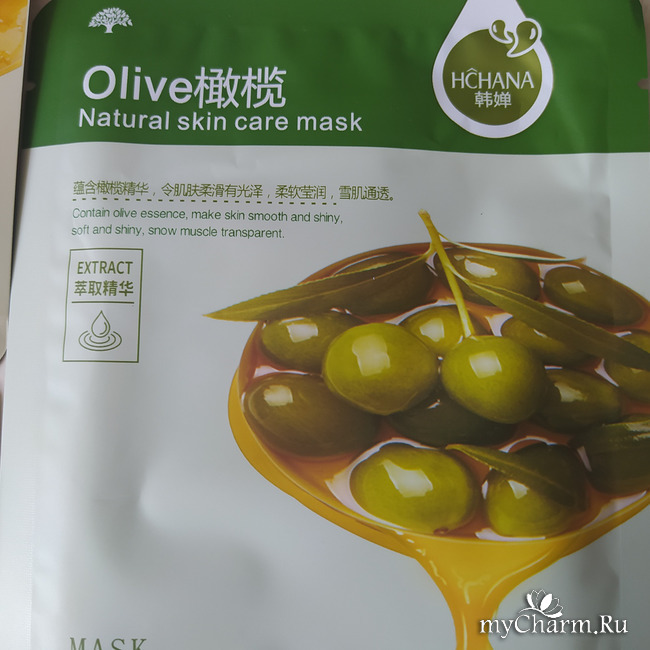 HĈHANA
韩婵
Olive橄榄
Natural skin care mask
蕴含橄榄精华，令肌肤柔滑有光泽，柔软莹润，雪肌通透。
Contain olive essence, make skin smooth and shiny,
soft and shiny, snow muscle transparent.
EXTRACT
萃取精华
MASK
myCharm.Ru